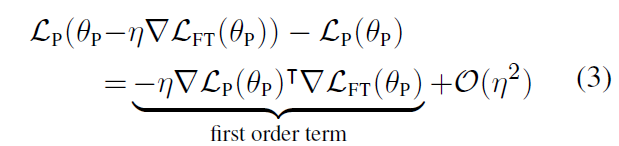 ℒ_P(θ_P−η∇ℒ_FT(θ_P)) − ℒ_P(θ_P)
= −η∇ℒ_P(θ_P)^⊤∇ℒ_FT(θ_P) +𝒪(η²) (3)
first order term